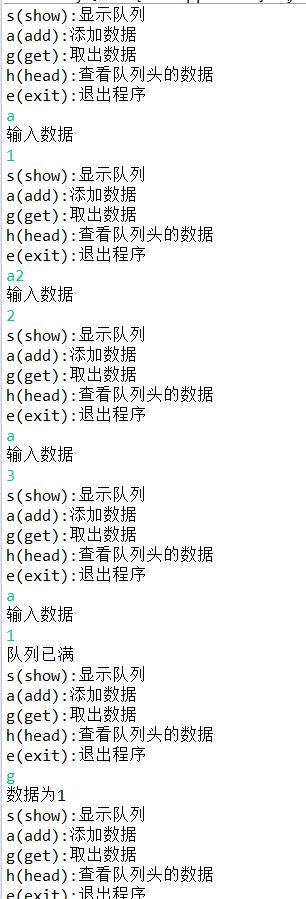 s(show):显示队列
a(add):添加数据
g(get):取出数据
h(head):查看队列头的数据
e(exit):退出程序
a
输入数据
1
s(show):显示队列
a(add):添加数据
g(get):取出数据
h(head):查看队列头的数据
e(exit):退出程序
a2
输入数据
2
s(show):显示队列
a(add):添加数据
g(get):取出数据
h(head):查看队列头的数据
e(exit):退出程序
a
输入数据
3
s(show):显示队列
a(add):添加数据
g(get):取出数据
h(head):查看队列头的数据
e(exit):退出程序
a
输入数据
1
队列已满
s(show):显示队列
a(add):添加数据
g(get):取出数据
h(head):查看队列头的数据
e(exit):退出程序
g
数据为1
s(show):显示队列
a(add):添加数据
g(get):取出数据
h(head):查看队列头的数据
e(exit):退出程序